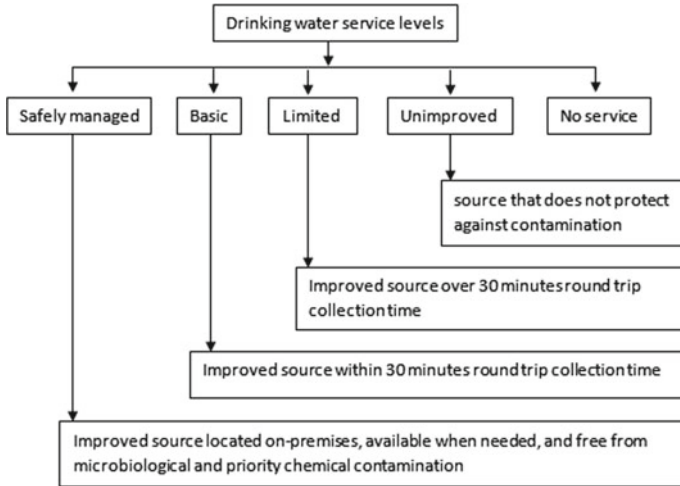 Drinking water service levels
Safely managed
Basic
Limited
Unimproved
No service
source that does not protect
against contamination
Improved source over 30 minutes round trip
collection time
Improved source within 30 minutes round trip collection time
Improved source located on-premises, available when needed, and free from
microbiological and priority chemical contamination